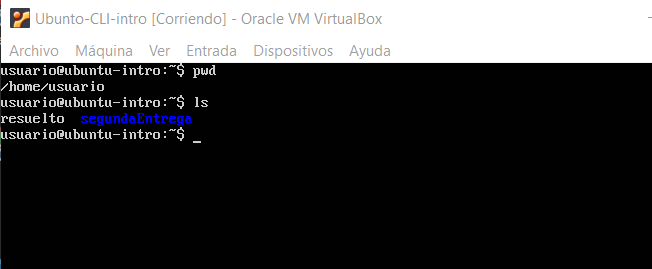 Ubunto-CLI-intro [Corriendo] - Oracle VM VirtualBox
Archivo Máquina Ver Entrada Dispositivos Ayuda
usuario@ubuntu-intro:~$ pwd
/home/usuario
usuario@ubuntu-intro:~$ ls
resuelto segundaEntrega
usuario@ubuntu-intro:~$ _